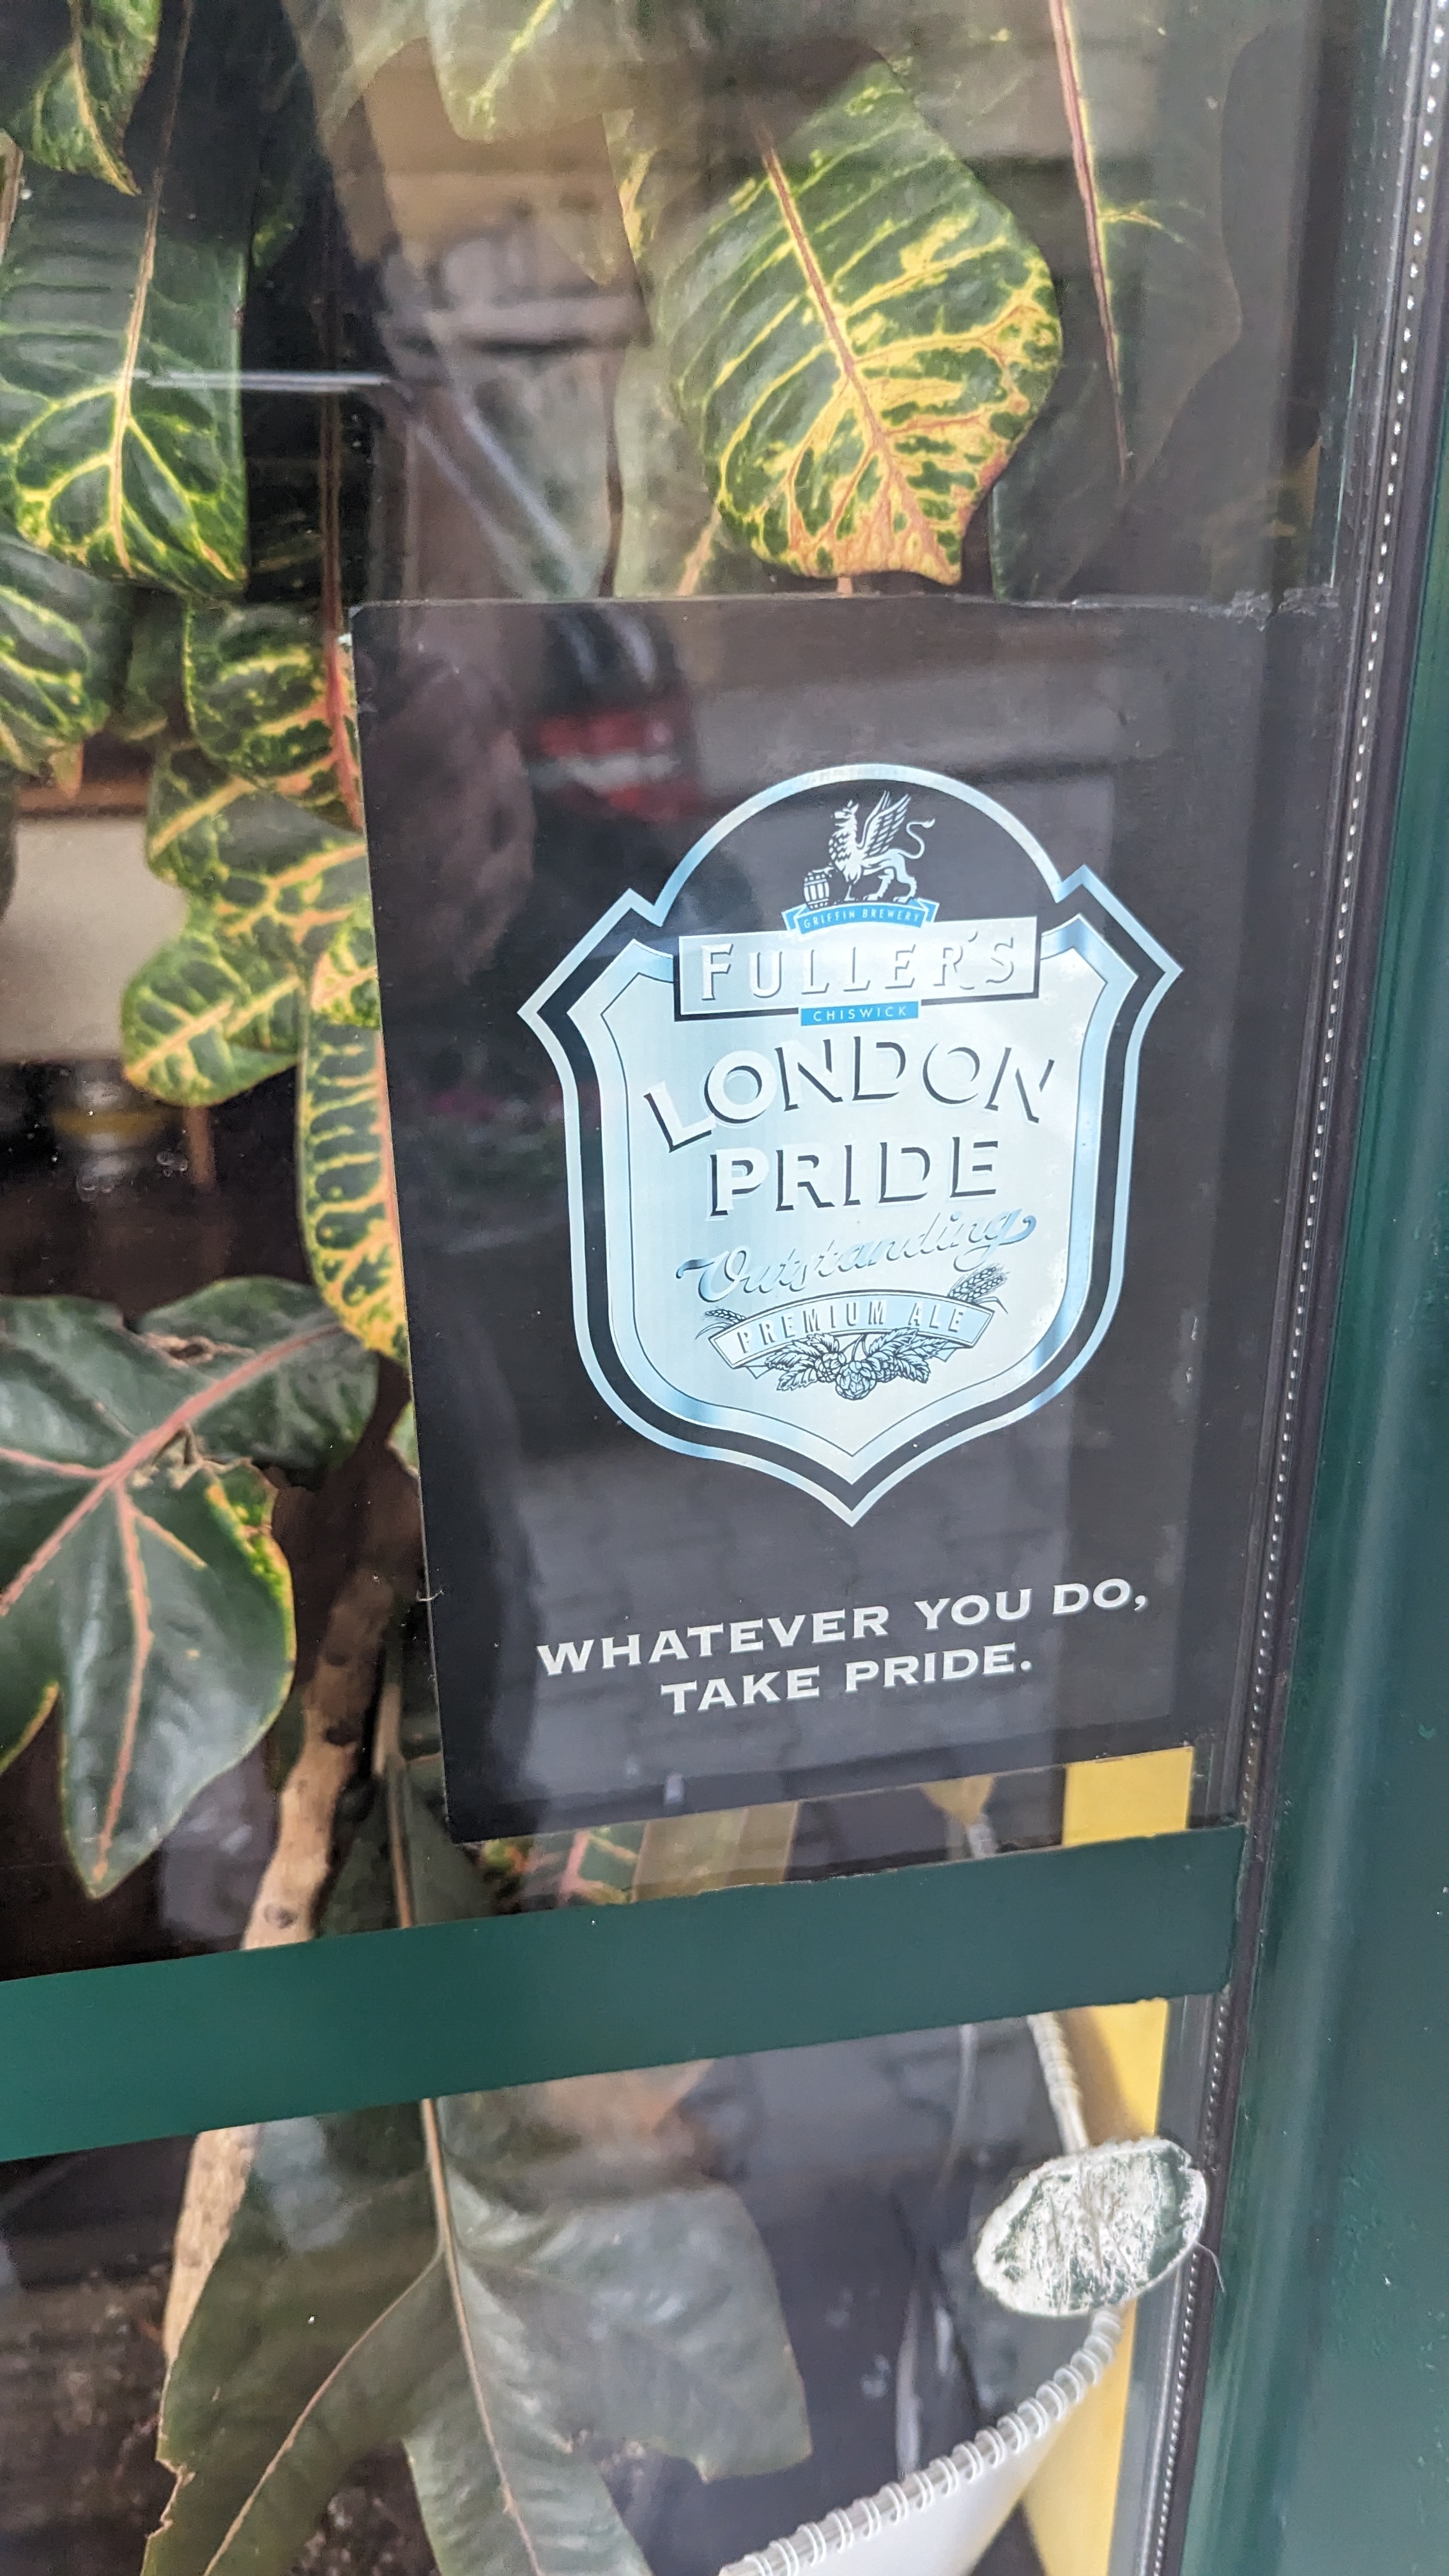 GRIFFIN BREWERY
FULLER'S
CHISWICK
LONDON
PRIDE
Outstanding
PREMIUM ALE
WHATEVER YOU DO,
TAKE PRIDE.